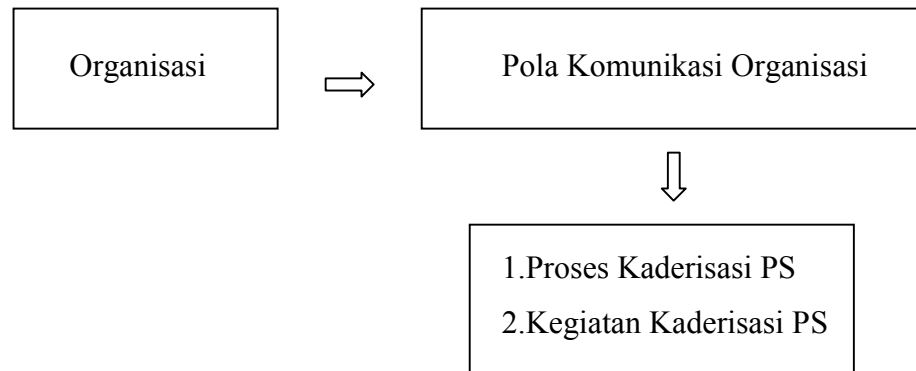 Organisasi
Pola Komunikasi Organisasi
1.Proses Kaderisasi PS
2.Kegiatan Kaderisasi PS